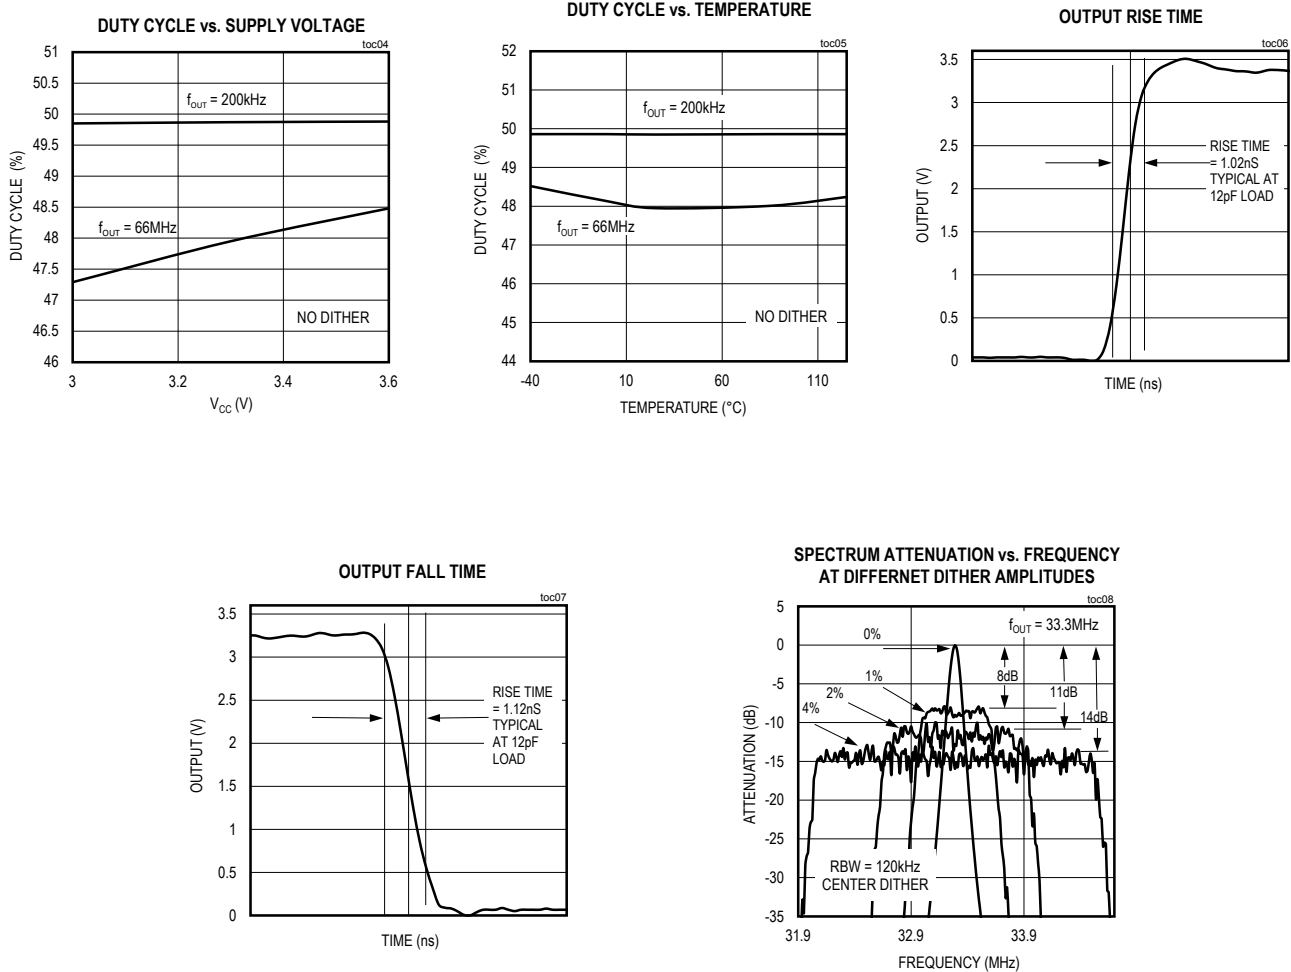 DUTY CYCLE vs. SUPPLY VOLTAGE
toc04
51
50.5
50
49.5
49
48.5
48
47.5
47
46.5
46
DUTY CYCLE (%)
fOUT = 200kHz
fOUT = 66MHz
NO DITHER
3
3.2
3.4
3.6
VCC (V)
DUTY CYCLE vs. TEMPERATURE
toc05
52
51
50
49
48
47
46
45
44
DUTY CYCLE (%)
fOUT = 200kHz
fOUT = 66MHz
NO DITHER
-40
10
60
110
TEMPERATURE (°C)
OUTPUT RISE TIME
toc06
3.5
3
2.5
2
1.5
1
0.5
0
OUTPUT (V)
RISE TIME
= 1.02nS
TYPICAL AT
12pF LOAD
TIME (ns)
OUTPUT FALL TIME
toc07
3.5
3
2.5
2
1.5
1
0.5
0
OUTPUT (V)
RISE TIME
= 1.12nS
TYPICAL
AT 12pF
LOAD
TIME (ns)
SPECTRUM ATTENUATION vs. FREQUENCY
AT DIFFERNET DITHER AMPLITUDES
toc08
5
0
-5
-10
-15
-20
-25
-30
-35
ATTENUATION (dB)
fOUT = 33.3MHz
0%
1%
2%
4%
8dB
11dB
14dB
RBW = 120kHz
CENTER DITHER
31.9
32.9
33.9
FREQUENCY (MHz)